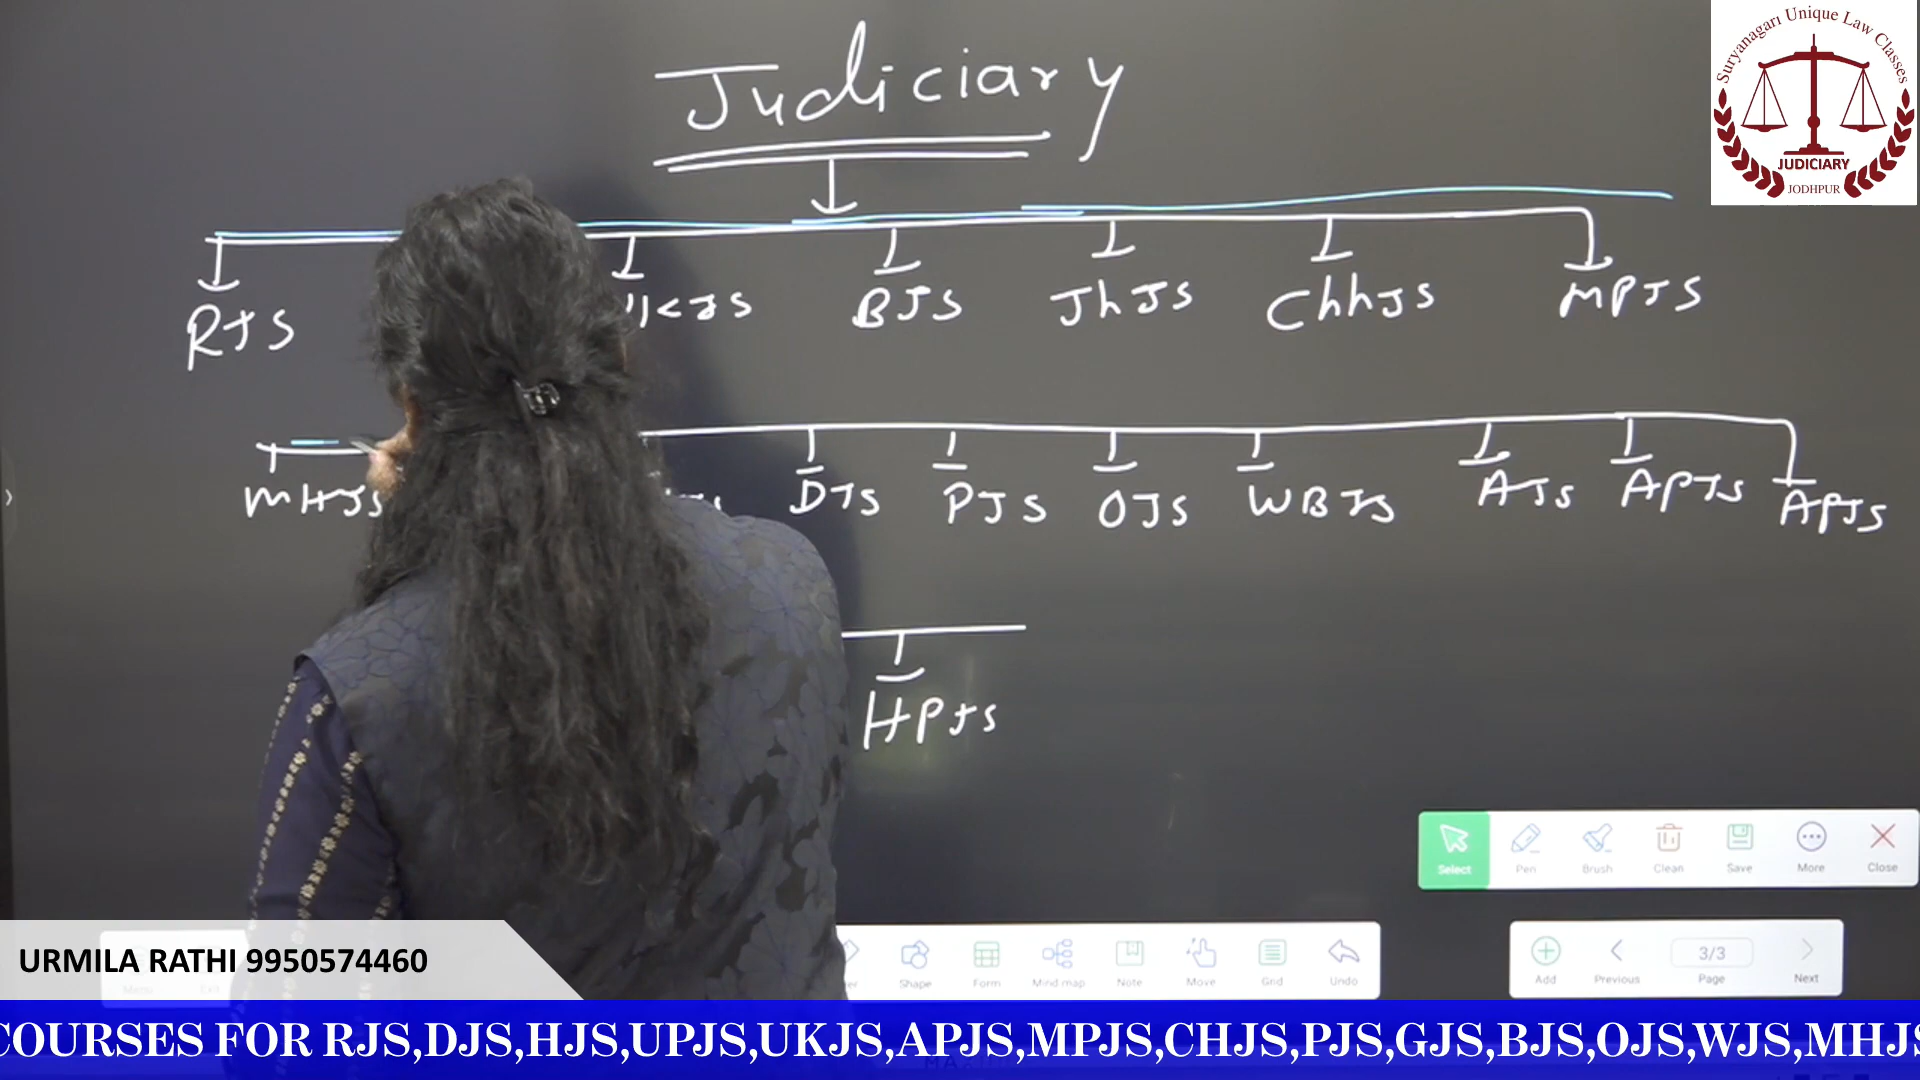 Judiciary
Suryanagari Unique Law Classes
JUDICIARY
JODHPUR
RJS UKJS BJS JhJS ChhJS MPJS
MHJS DJS PJS OJS WBJS AJS APJS APJS
HPJS
Select Pen Brush Clean Save More Close
URMILA RATHI 9950574460
Shape Form Mind map Note Move Grid Undo
3/3
Add Previous Page Next
COURSES FOR RJS,DJS,HJS,UPJS,UKJS,APJS,MPJS,CHJS,PJS,GJS,BJS,OJS,WJS,MHJS